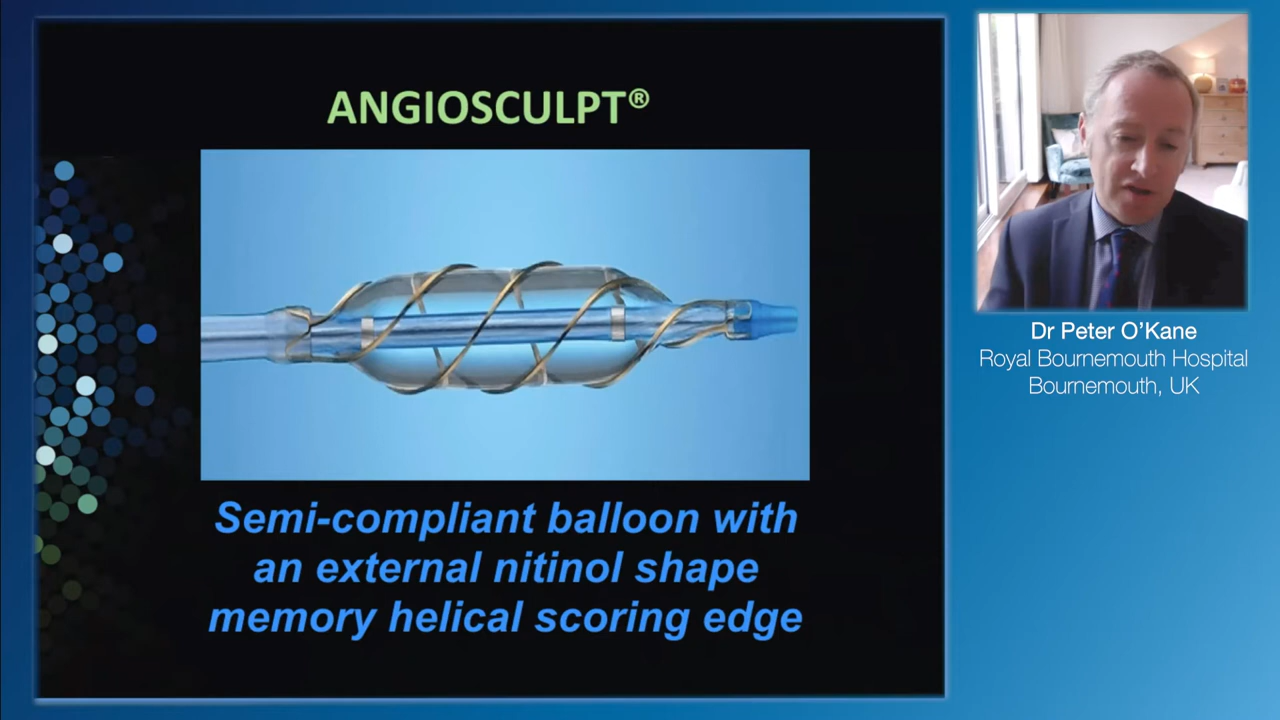 ANGIOSCULPT®
Semi-compliant balloon with
an external nitinol shape
memory helical scoring edge
Dr Peter O’Kane
Royal Bournemouth Hospital
Bournemouth, UK